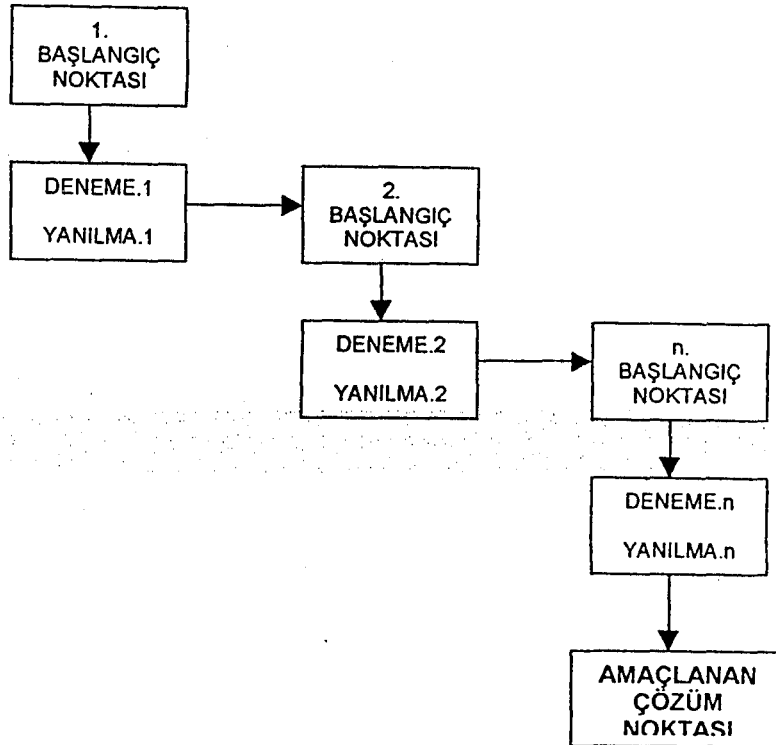 1.
BAŞLANGIÇ
NOKTASI
DENEME.1
YANILMA.1
2.
BAŞLANGIÇ
NOKTASI
DENEME.2
YANILMA.2
n.
BAŞLANGIÇ
NOKTASI
DENEME.n
YANILMA.n
AMAÇLANAN
ÇÖZÜM
NOKTASI